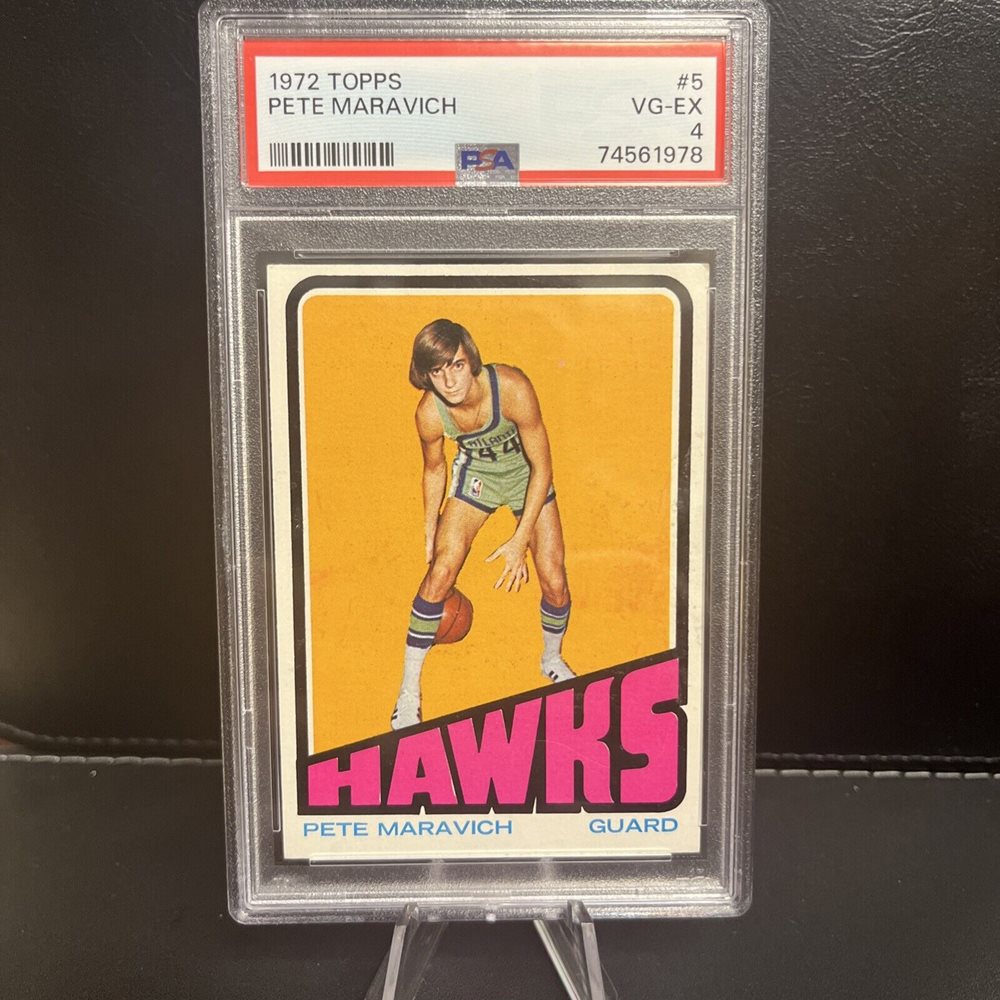 1972 TOPPS #5
PETE MARAVICH VG-EX
4
PSA 74561978
44
HAWKS
PETE MARAVICH GUARD